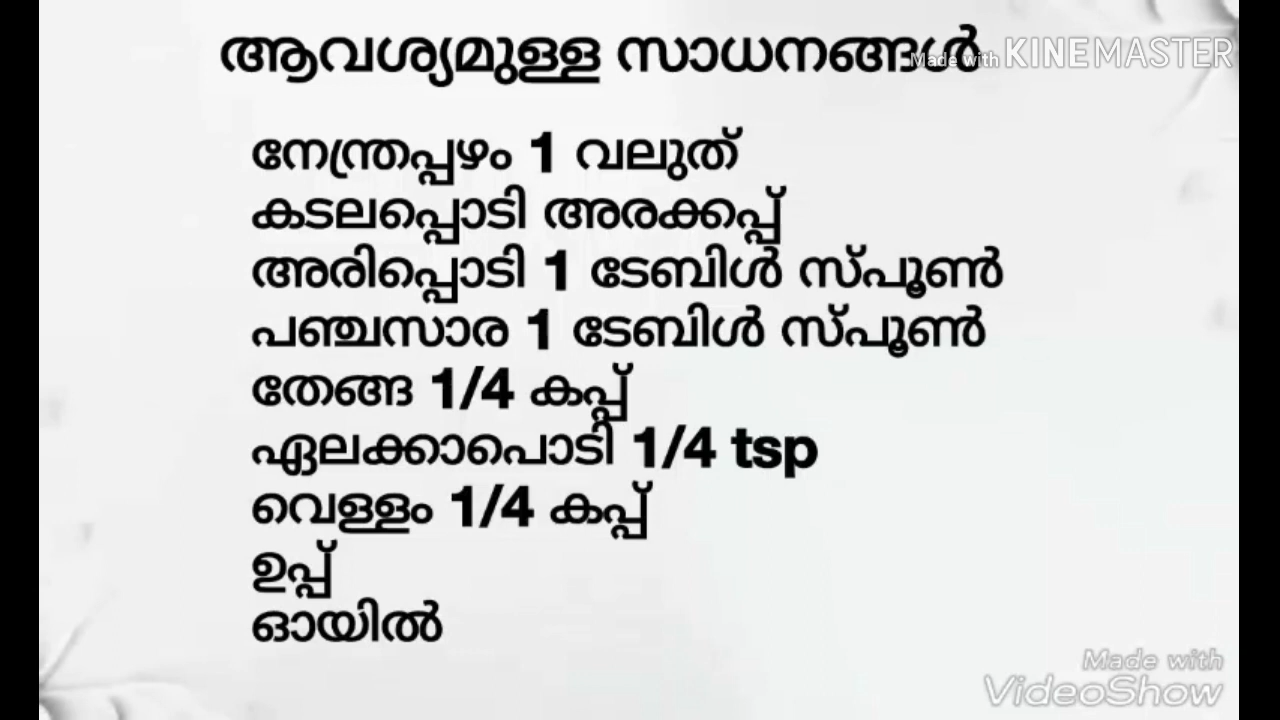 ആവശ്യമുള്ള സാധനങ്ങൾ
Made with KINEMASTER
നേന്ത്രപ്പഴം 1 വലുത്
കടലപ്പൊടി അരക്കപ്പ്
അരിപ്പൊടി 1 ടേബിൾ സ്പൂൺ
പഞ്ചസാര 1 ടേബിൾ സ്പൂൺ
തേങ്ങ 1/4 കപ്പ്
ഏലക്കാപൊടി 1/4 tsp
വെള്ളം 1/4 കപ്പ്
ഉപ്പ്
ഓയിൽ
Made with
VideoShow